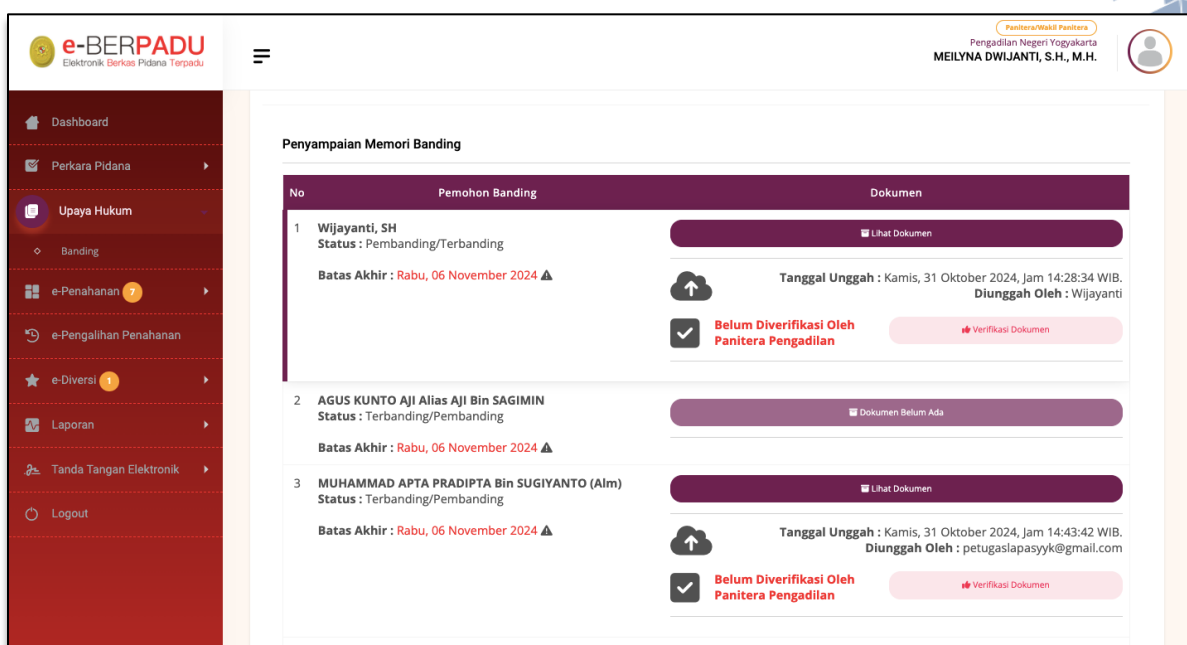 e-BERPADU
Elektronik Berkas Pidana Terpadu
Panitera/Wakil Panitera
Pengadilan Negeri Yogyakarta
MEILYNA DWIJANTI, S.H., M.H.
Dashboard
Perkara Pidana
Upaya Hukum
Banding
e-Penahanan 7
e-Pengalihan Penahanan
e-Diversi 1
Laporan
Tanda Tangan Elektronik
Logout
Penyampaian Memori Banding
No Pemohon Banding Dokumen
1 Wijayanti, SH
Status : Pembanding/Terbanding
Batas Akhir : Rabu, 06 November 2024
Lihat Dokumen
Tanggal Unggah : Kamis, 31 Oktober 2024, Jam 14:28:34 WIB.
Diunggah Oleh : Wijayanti
Belum Diverifikasi Oleh
Panitera Pengadilan
Verifikasi Dokumen
2 AGUS KUNTO AJI Alias AJI Bin SAGIMIN
Status : Terbanding/Pembanding
Batas Akhir : Rabu, 06 November 2024
Dokumen Belum Ada
3 MUHAMMAD APTA PRADIPTA Bin SUGIYANTO (Alm)
Status : Terbanding/Pembanding
Batas Akhir : Rabu, 06 November 2024
Lihat Dokumen
Tanggal Unggah : Kamis, 31 Oktober 2024, Jam 14:43:42 WIB.
Diunggah Oleh : petugaslapasyyk@gmail.com
Belum Diverifikasi Oleh
Panitera Pengadilan
Verifikasi Dokumen